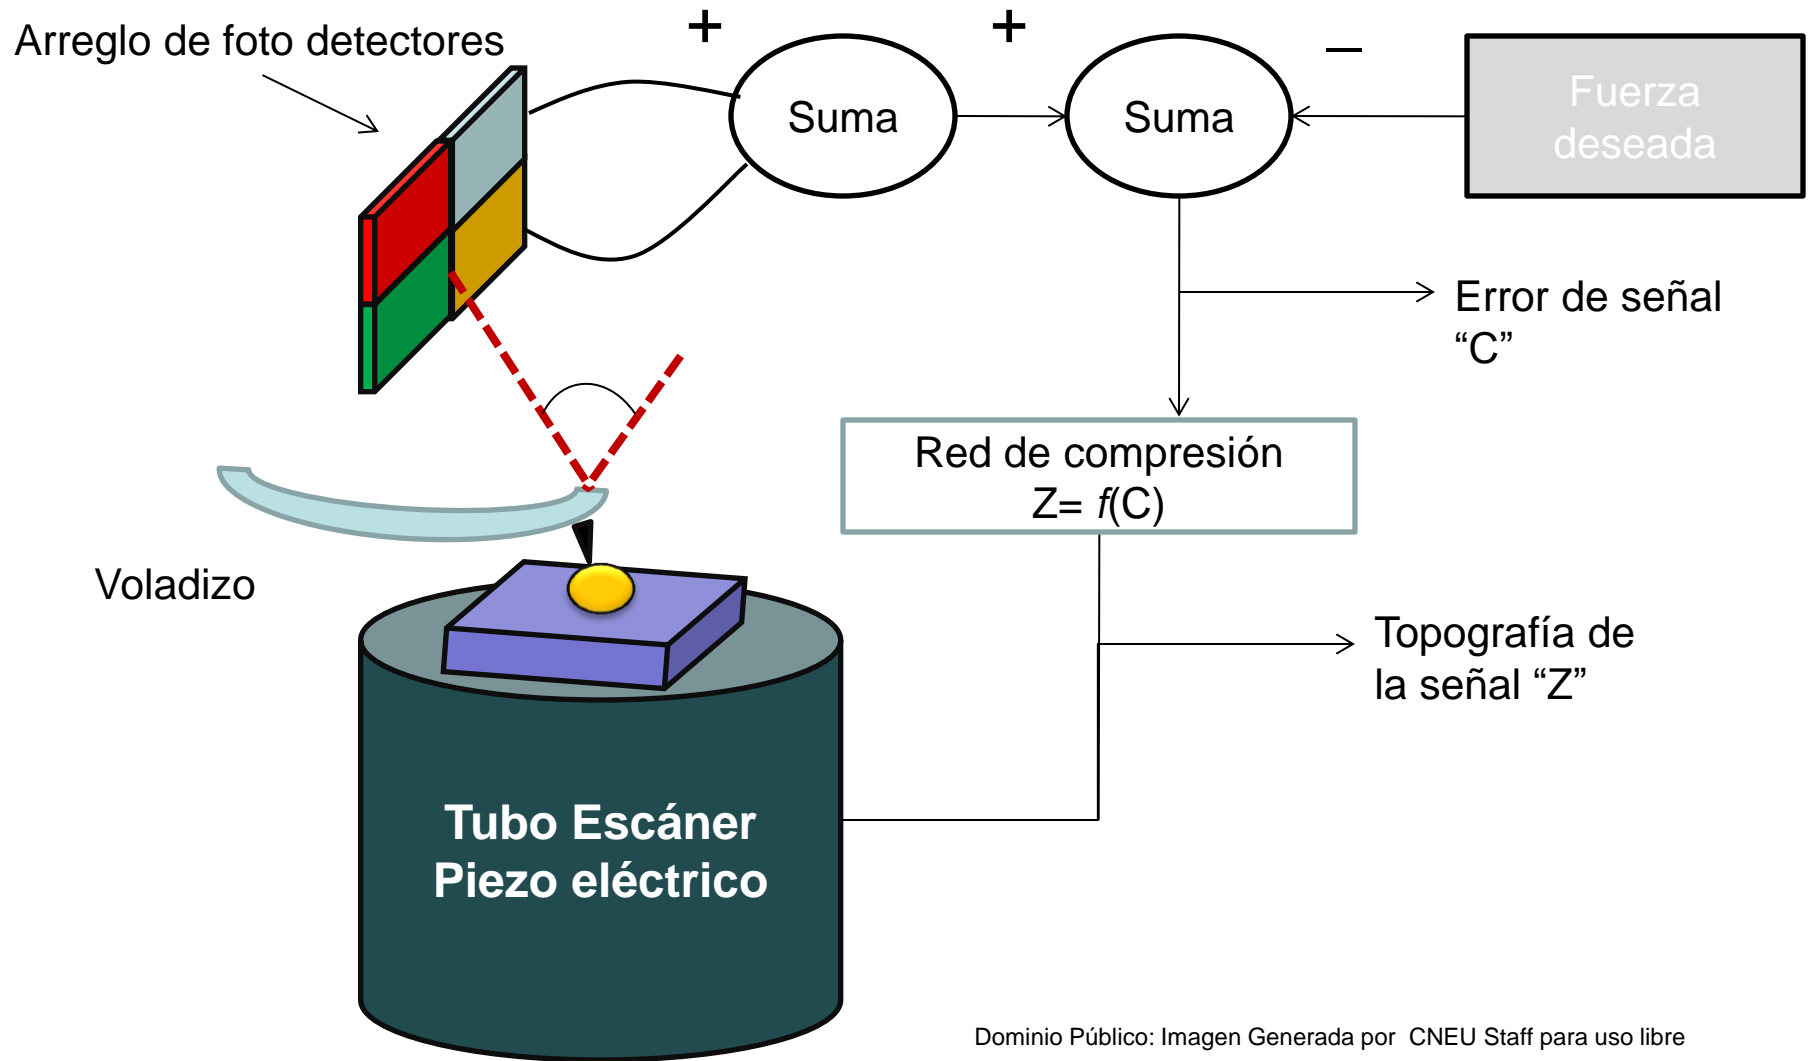 Arreglo de foto detectores
+
+
–
Suma
Suma
Fuerza
deseada
Error de señal
“C”
Red de compresión
Z= f(C)
Voladizo
Topografía de
la señal “Z”
Tubo Escáner
Piezo eléctrico
Dominio Público: Imagen Generada por CNEU Staff para uso libre